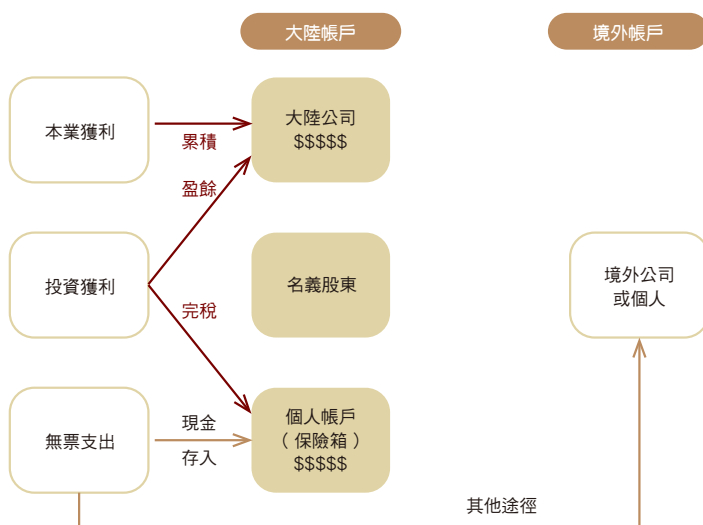 大陸帳戶
境外帳戶
本業獲利
累積
大陸公司
$$$$$
盈餘
投資獲利
完稅
名義股東
境外公司
或個人
無票支出
現金
存入
個人帳戶
（保險箱）
$$$$$
其他途徑